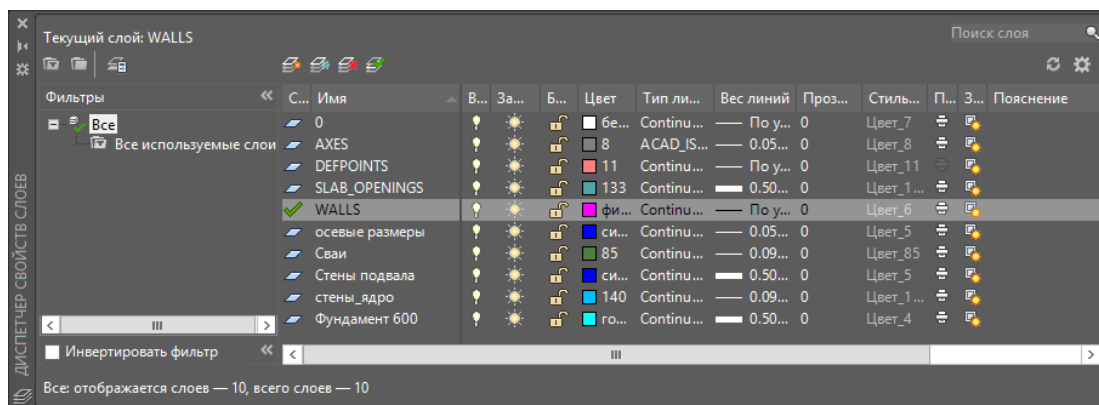 Текущий слой: WALLS
Поиск слоя
Фильтры
С... Имя В... За... Б... Цвет Тип ли... Вес линий Проз... Стиль... П... З... Пояснение
Все
Все используемые слои
0 бе... Continu... По у... 0 Цвет_7
AXES 8 ACAD_IS... 0.05... 0 Цвет_8
DEFPOINTS 11 Continu... По у... 0 Цвет_11
SLAB_OPENINGS 133 Continu... 0.50... 0 Цвет_1...
WALLS фи... Continu... По у... 0 Цвет_6
осевые размеры си... Continu... 0.05... 0 Цвет_5
Сваи 85 Continu... 0.09... 0 Цвет_85
Стены подвала си... Continu... 0.50... 0 Цвет_5
стены_ядро 140 Continu... 0.09... 0 Цвет_1...
Фундамент 600 го... Continu... 0.50... 0 Цвет_4
Инвертировать фильтр
Все: отображается слоев — 10, всего слоев — 10
ДИСПЕТЧЕР СВОЙСТВ СЛОЕВ